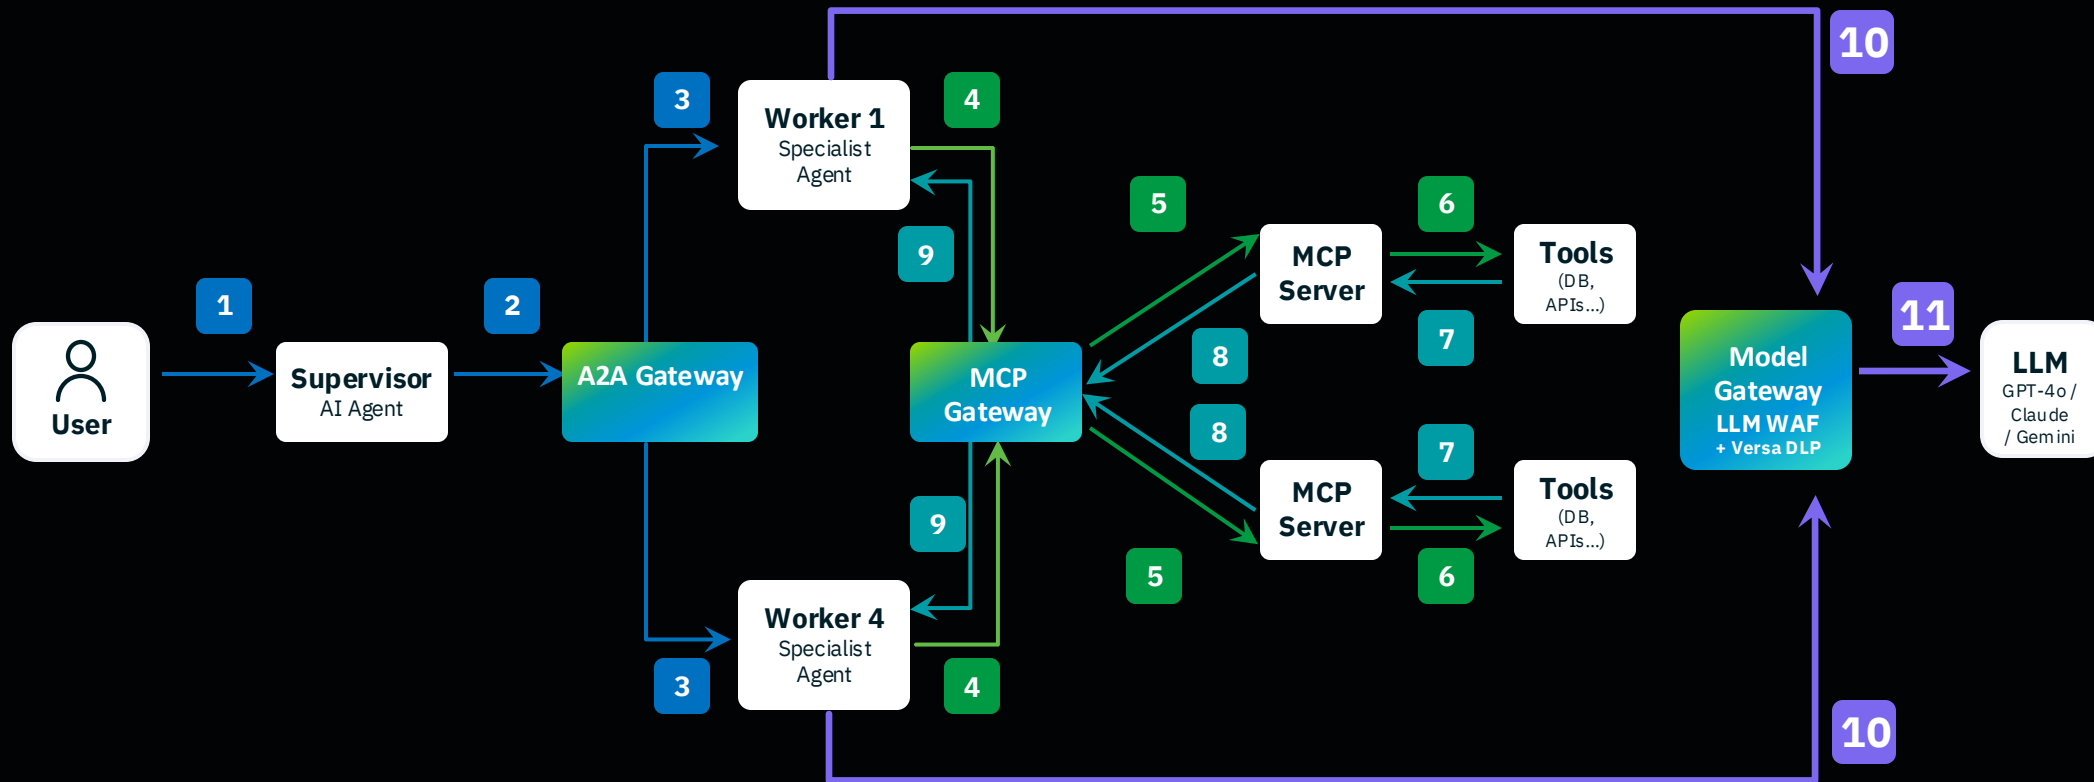 10
3
Worker 1
Specialist
Agent
4
5
6
9
MCP
Server
Tools
(DB,
APIs...)
1
2
11
7
8
User
Supervisor
AI Agent
A2A Gateway
MCP
Gateway
Model
Gateway
LLM WAF
+ Versa DLP
LLM
GPT-4o /
Claude
/ Gemini
8
7
9
MCP
Server
Tools
(DB,
APIs...)
5
6
Worker 4
Specialist
Agent
3
4
10